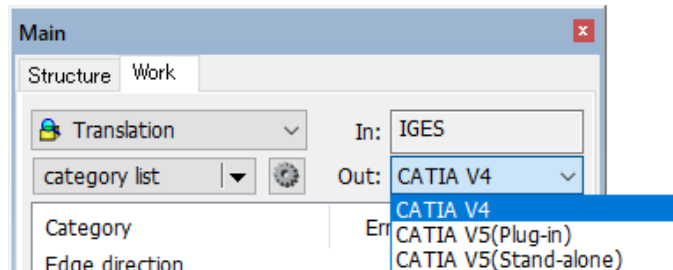 Main
x
Structure Work
Translation In: IGES
category list Out: CATIA V4
CATIA V4
Category
CATIA V5(Plug-in)
Edge direction CATIA V5(Stand-alone)